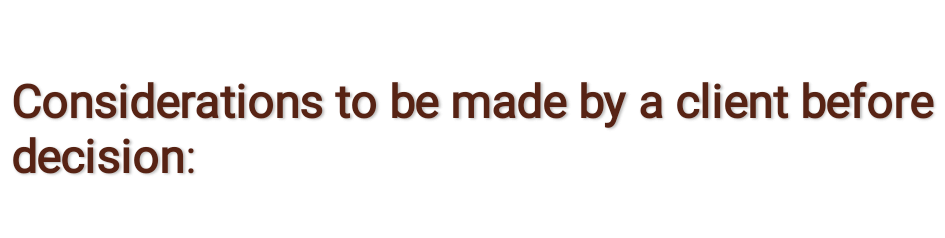 Considerations to be made by a client before
decision: